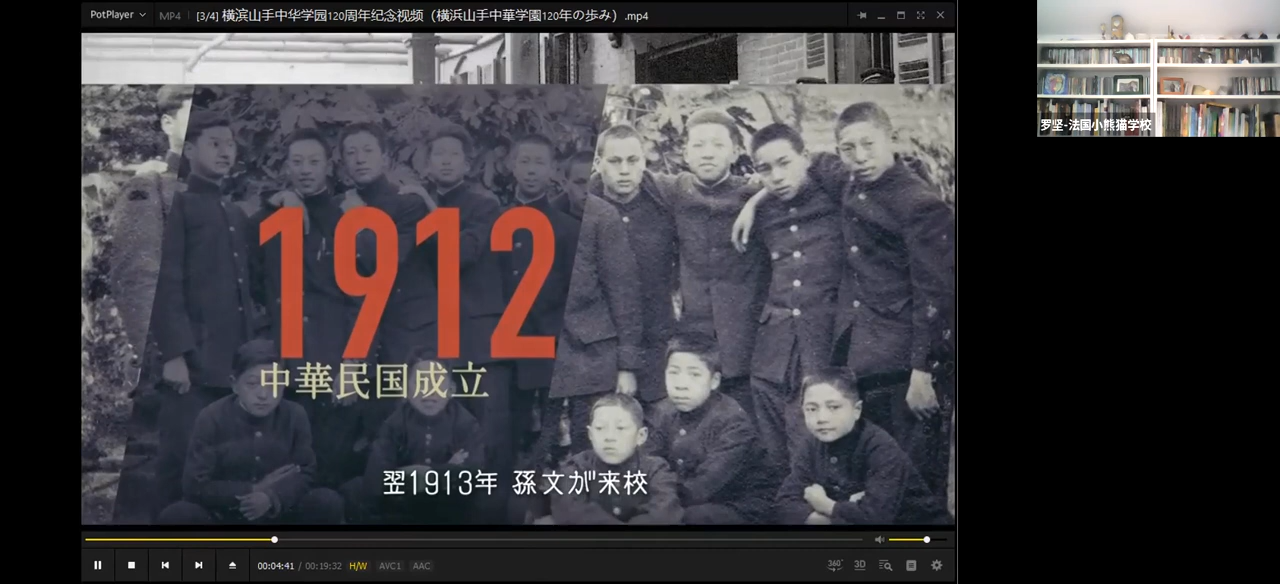 PotPlayer
MP4
[3/4] 横滨山手中华学园120周年纪念视频（横浜山手中華学園120年の歩み）.mp4
罗坚-法国小熊猫学校
1912
中華民国成立
翌1913年 孫文が来校
00:04:41 / 00:19:32 H/W AVC1 AAC
360° 3D